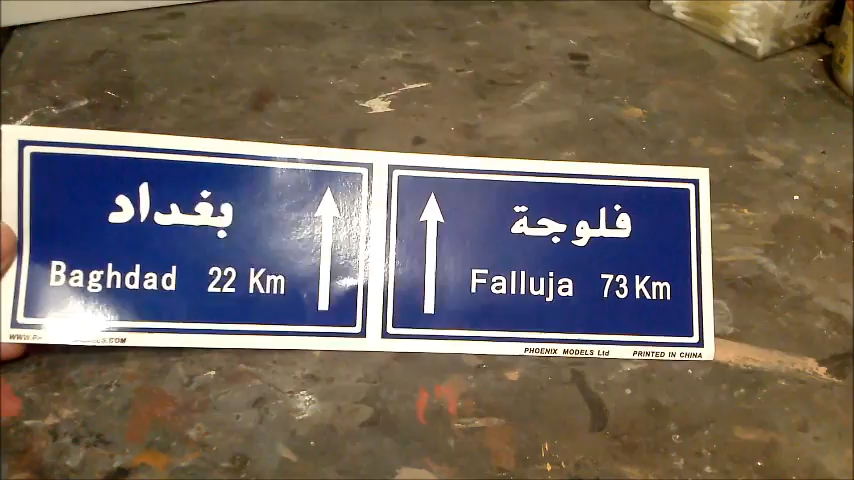 بغداد
Baghdad 22 Km
فلوجة
Falluja 73 Km
PHOENIX MODELS Ltd PRINTED IN CHINA